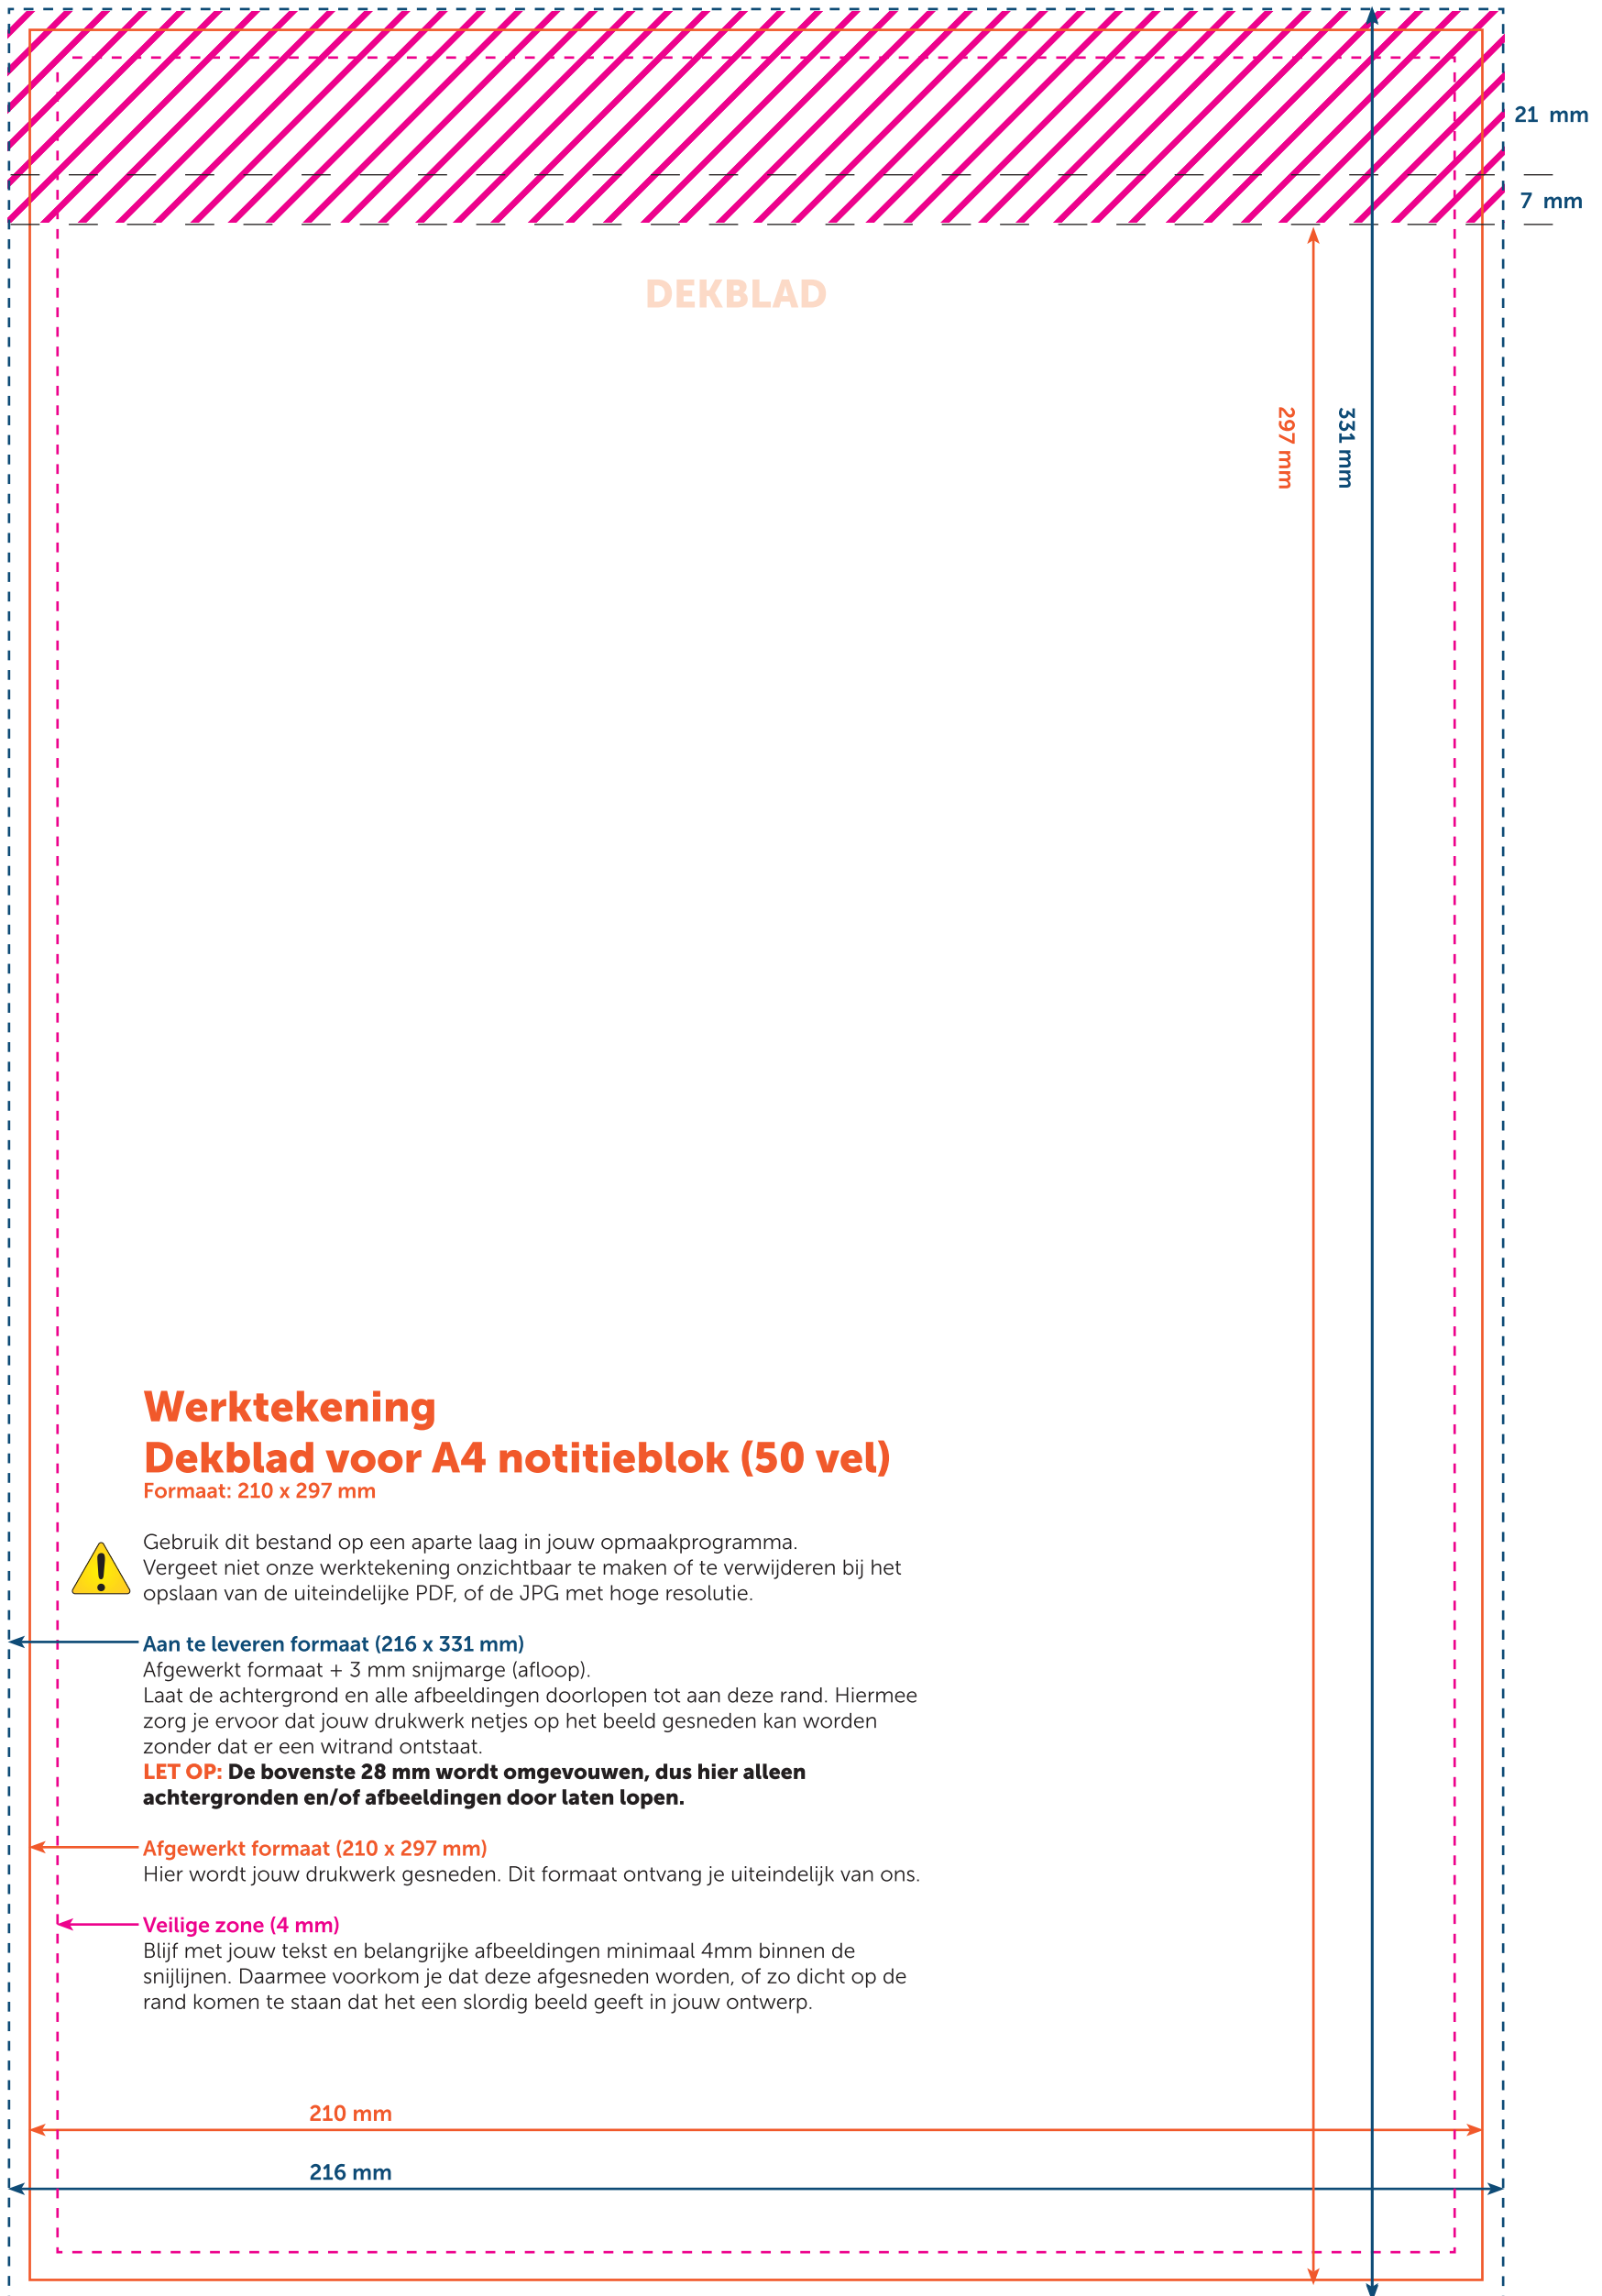 21 mm
7 mm
DEKBLAD
297 mm
331 mm
Werktekening
Dekblad voor A4 notitieblok (50 vel)
Formaat: 210 x 297 mm
Gebruik dit bestand op een aparte laag in jouw opmaakprogramma.
Vergeet niet onze werktekening onzichtbaar te maken of te verwijderen bij het
opslaan van de uiteindelijke PDF, of de JPG met hoge resolutie.
Aan te leveren formaat (216 x 331 mm)
Afgewerkt formaat + 3 mm snijmarge (afloop).
Laat de achtergrond en alle afbeeldingen doorlopen tot aan deze rand. Hiermee
zorg je ervoor dat jouw drukwerk netjes op het beeld gesneden kan worden
zonder dat er een witrand ontstaat.
LET OP: De bovenste 28 mm wordt omgevouwen, dus hier alleen
achtergronden en/of afbeeldingen door laten lopen.
Afgewerkt formaat (210 x 297 mm)
Hier wordt jouw drukwerk gesneden. Dit formaat ontvang je uiteindelijk van ons.
Veilige zone (4 mm)
Blijf met jouw tekst en belangrijke afbeeldingen minimaal 4mm binnen de
snijlijnen. Daarmee voorkom je dat deze afgesneden worden, of zo dicht op de
rand komen te staan dat het een slordig beeld geeft in jouw ontwerp.
210 mm
216 mm